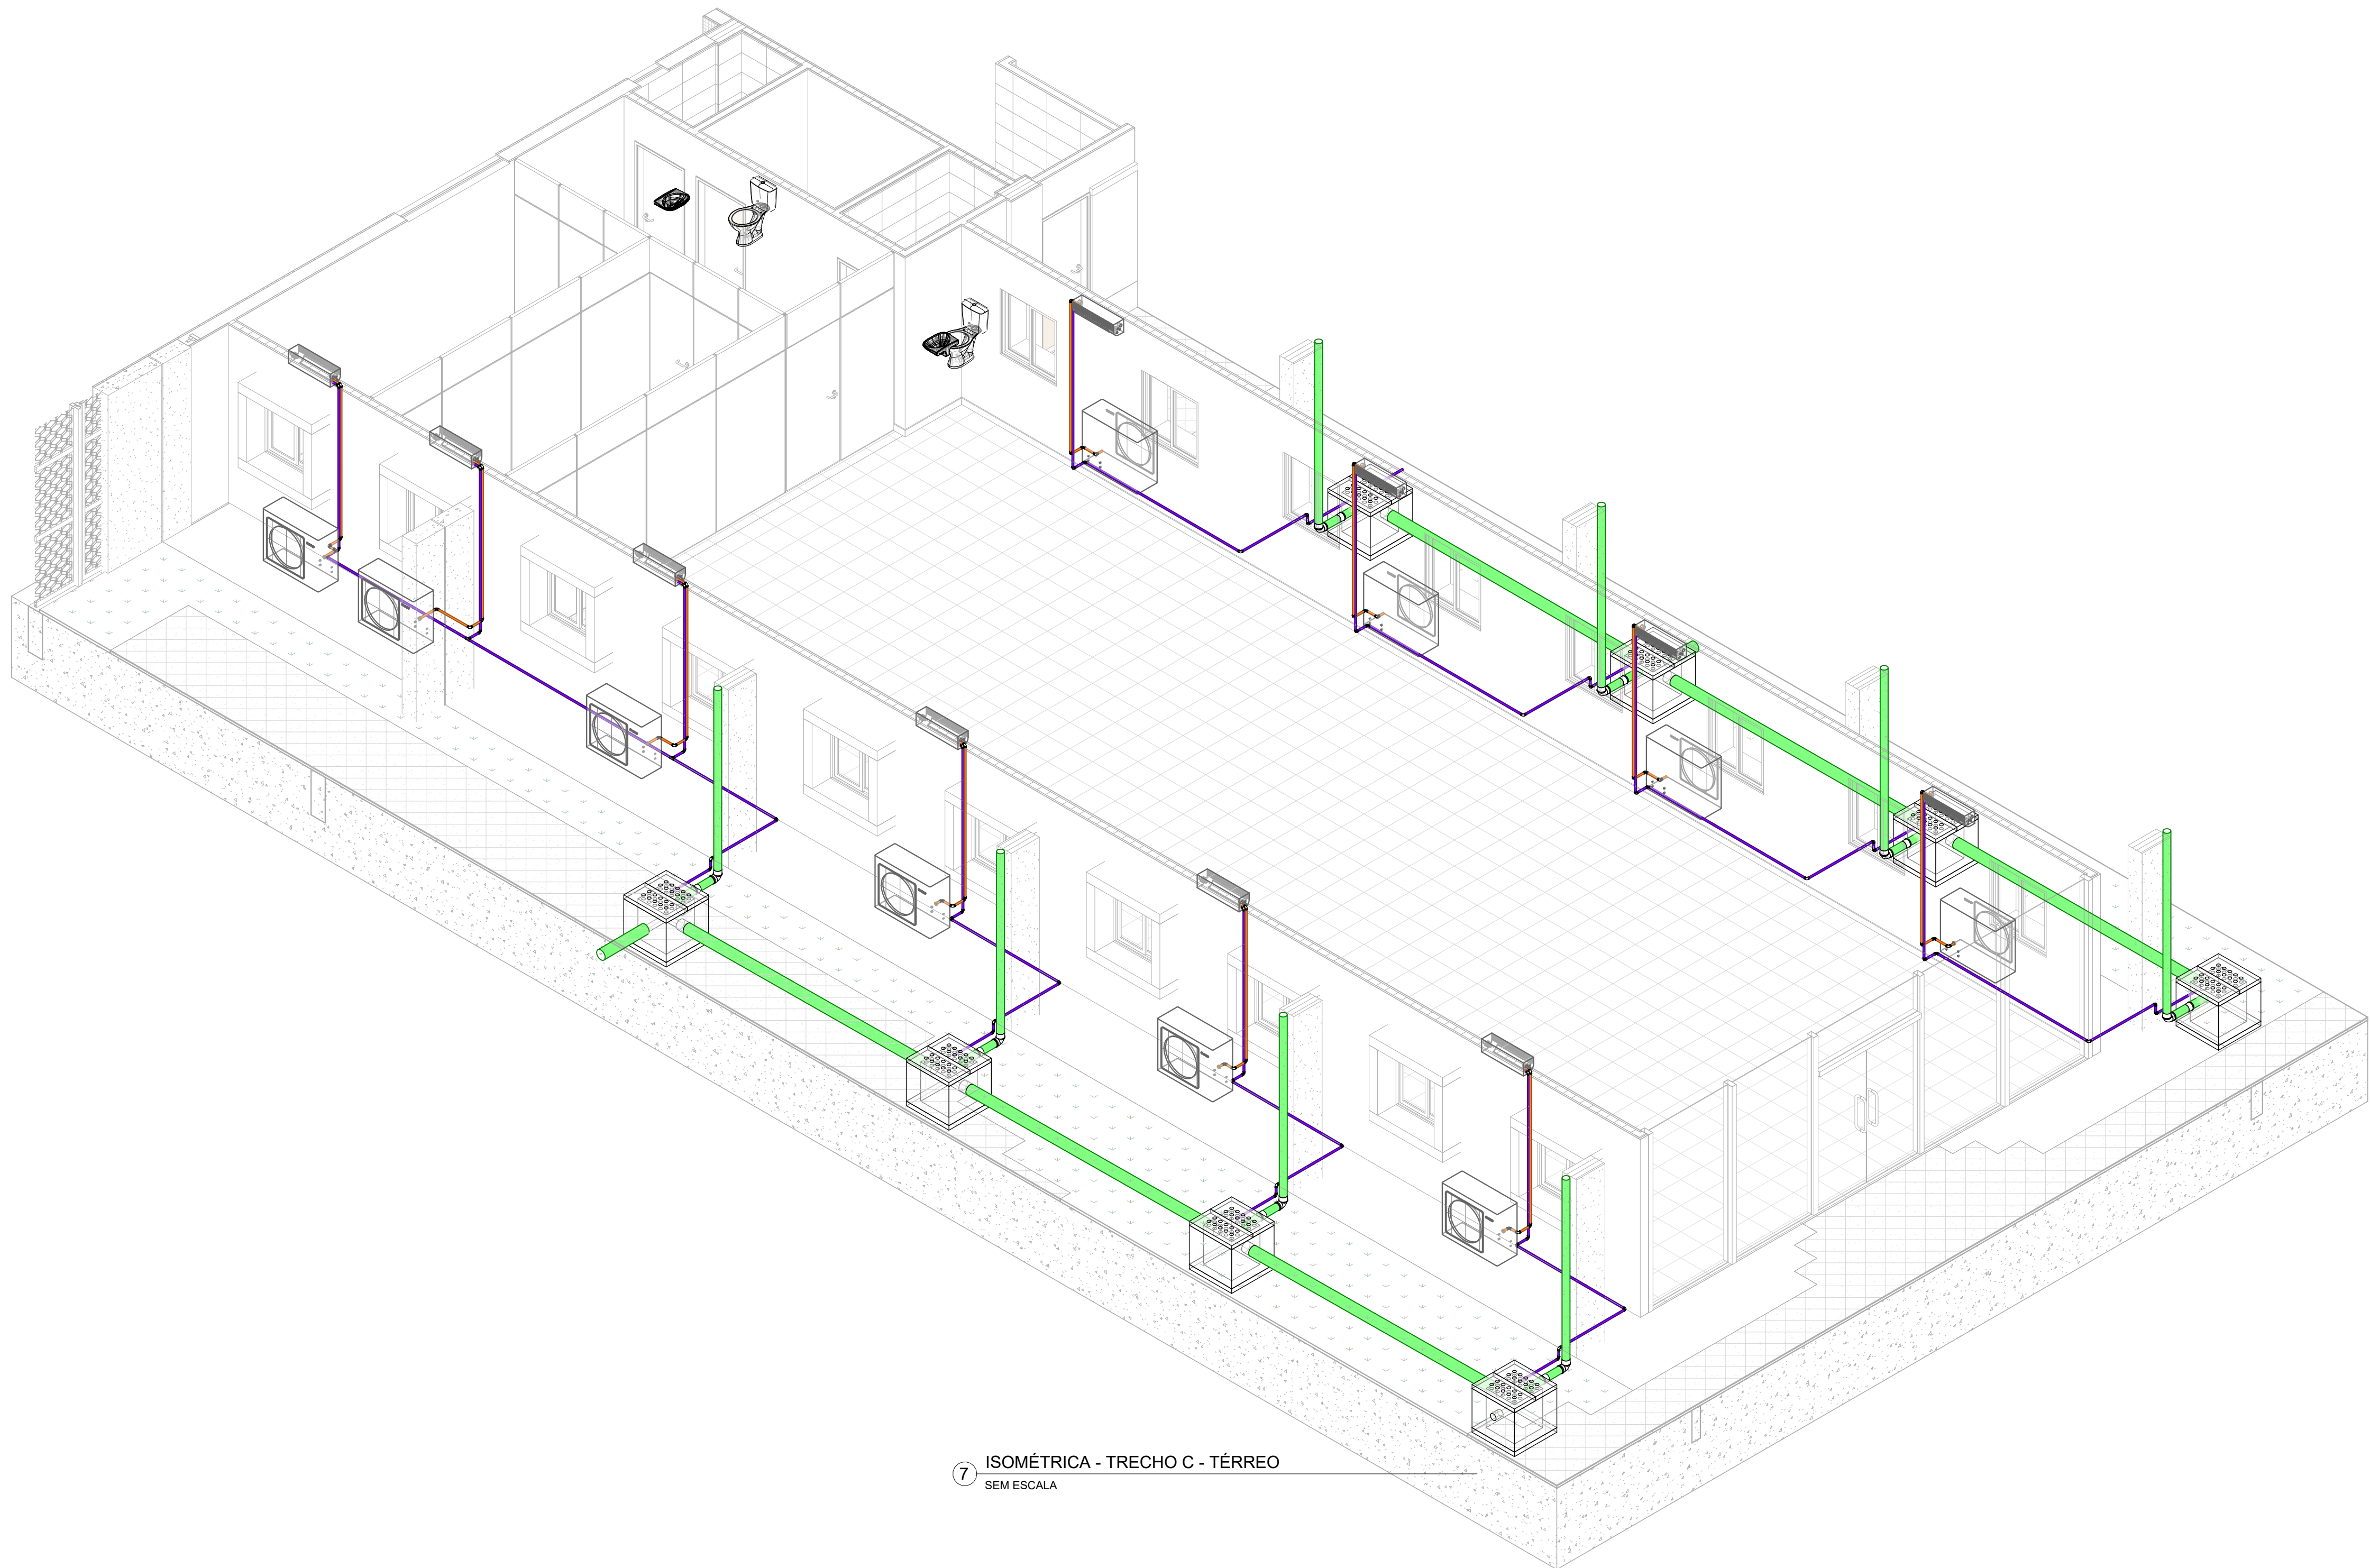 7
ISOMÉTRICA - TRECHO C - TÉRREO
SEM ESCALA